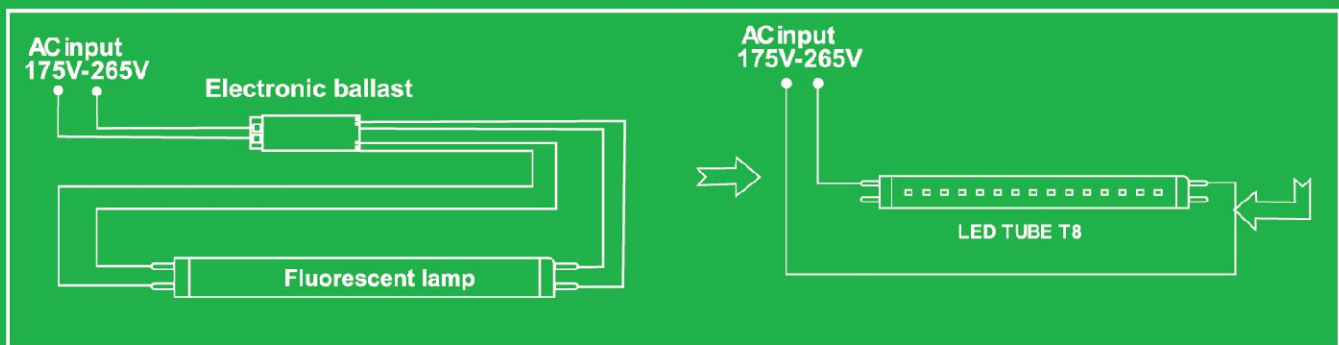 AC input
175V-265V
Electronic ballast
Fluorescent lamp
AC input
175V-265V
LED TUBE T8